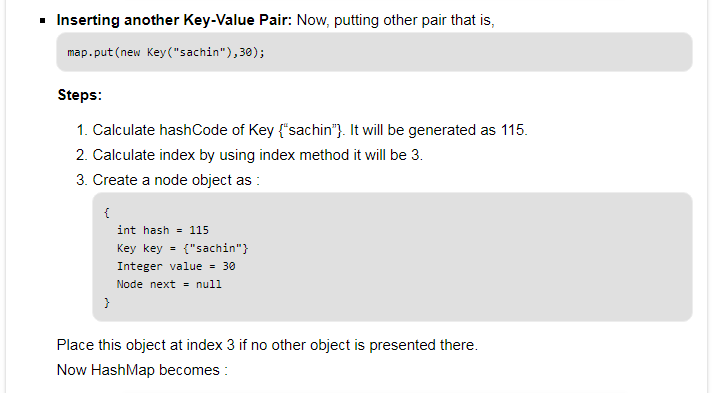 ▪ Inserting another Key-Value Pair: Now, putting other pair that is,
map.put(new Key("sachin"),30);
Steps:
1. Calculate hashCode of Key {“sachin”}. It will be generated as 115.
2. Calculate index by using index method it will be 3.
3. Create a node object as :
{
  int hash = 115
  Key key = {"sachin"}
  Integer value = 30
  Node next = null
}
Place this object at index 3 if no other object is presented there.
Now HashMap becomes :